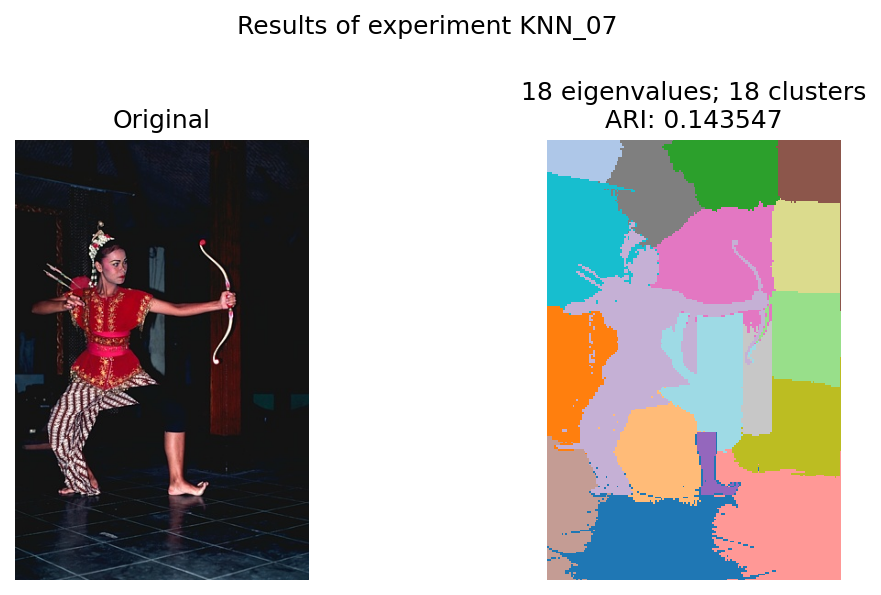 Results of experiment KNN_07
Original
18 eigenvalues; 18 clusters
ARI: 0.143547